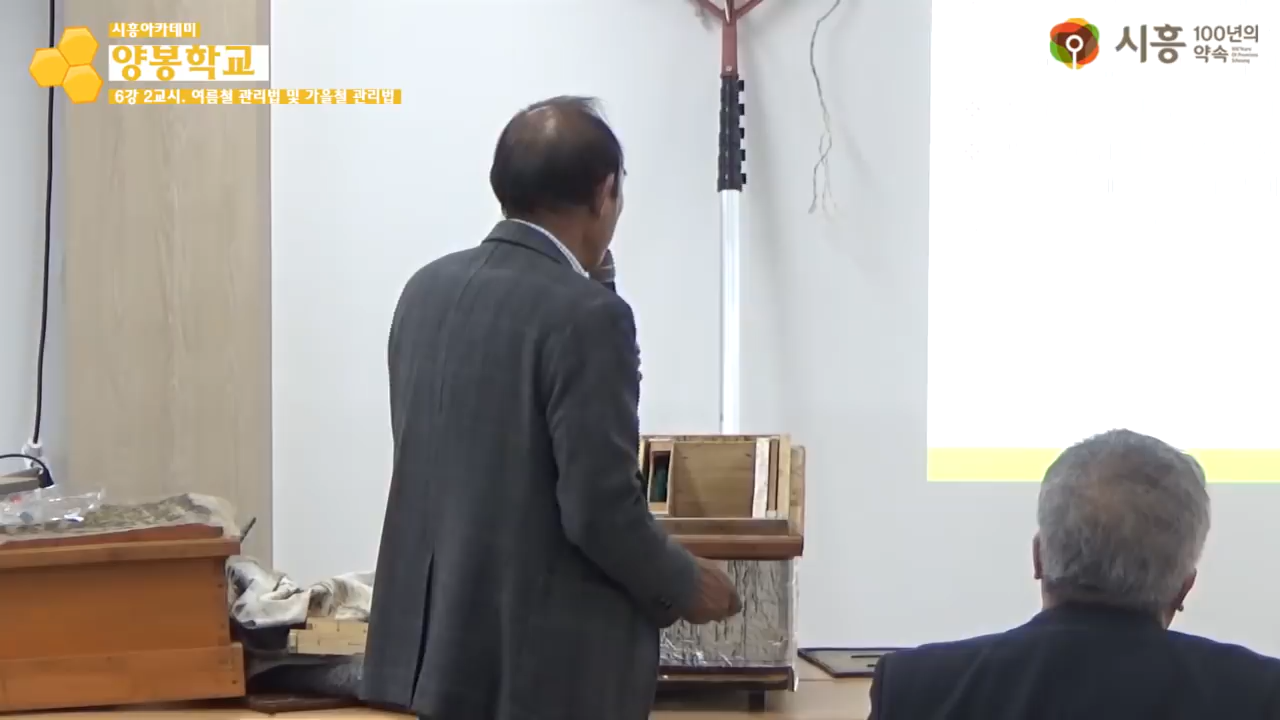 시흥아카데미
양봉학교
6강 2교시. 여름철 관리법 및 가을철 관리법
시흥
100년의
약속